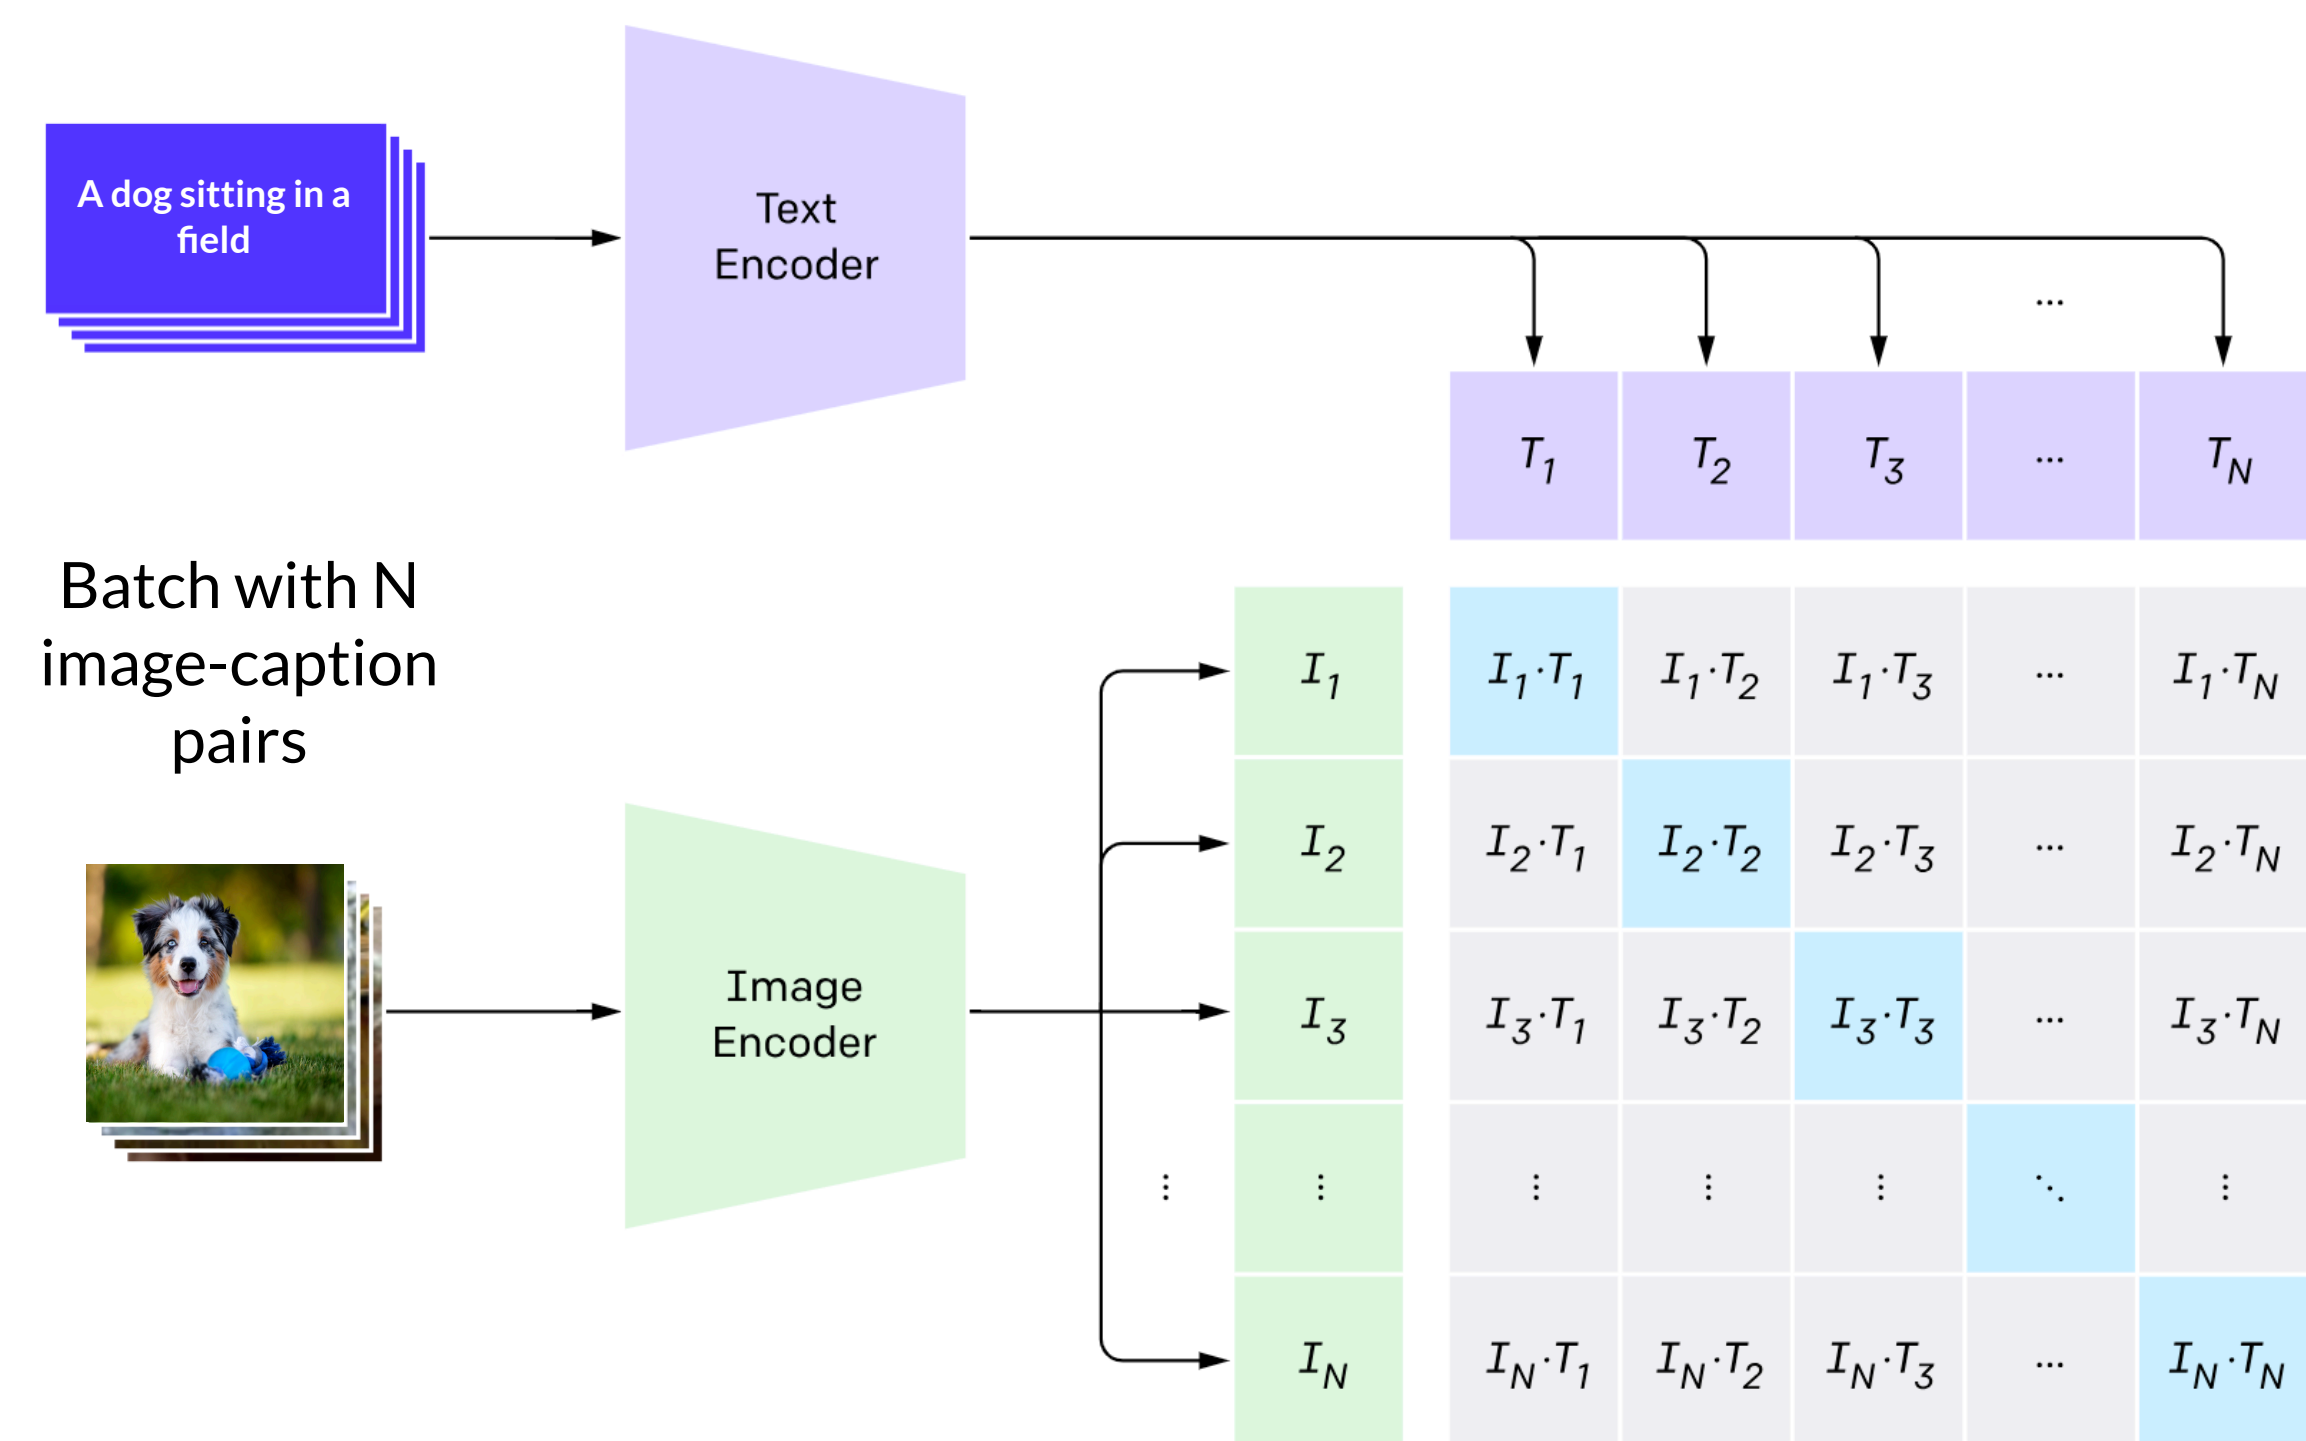 A dog sitting in a
field
Text
Encoder
...
T1 T2 T3 ... TN
Batch with N
image-caption
pairs
I1 I1·T1 I1·T2 I1·T3 ... I1·TN
I2 I2·T1 I2·T2 I2·T3 ... I2·TN
Image
Encoder
I3 I3·T1 I3·T2 I3·T3 ... I3·TN
⋮ ⋮ ⋮ ⋮ ⋮ ⋱ ⋮
IN IN·T1 IN·T2 IN·T3 ... IN·TN